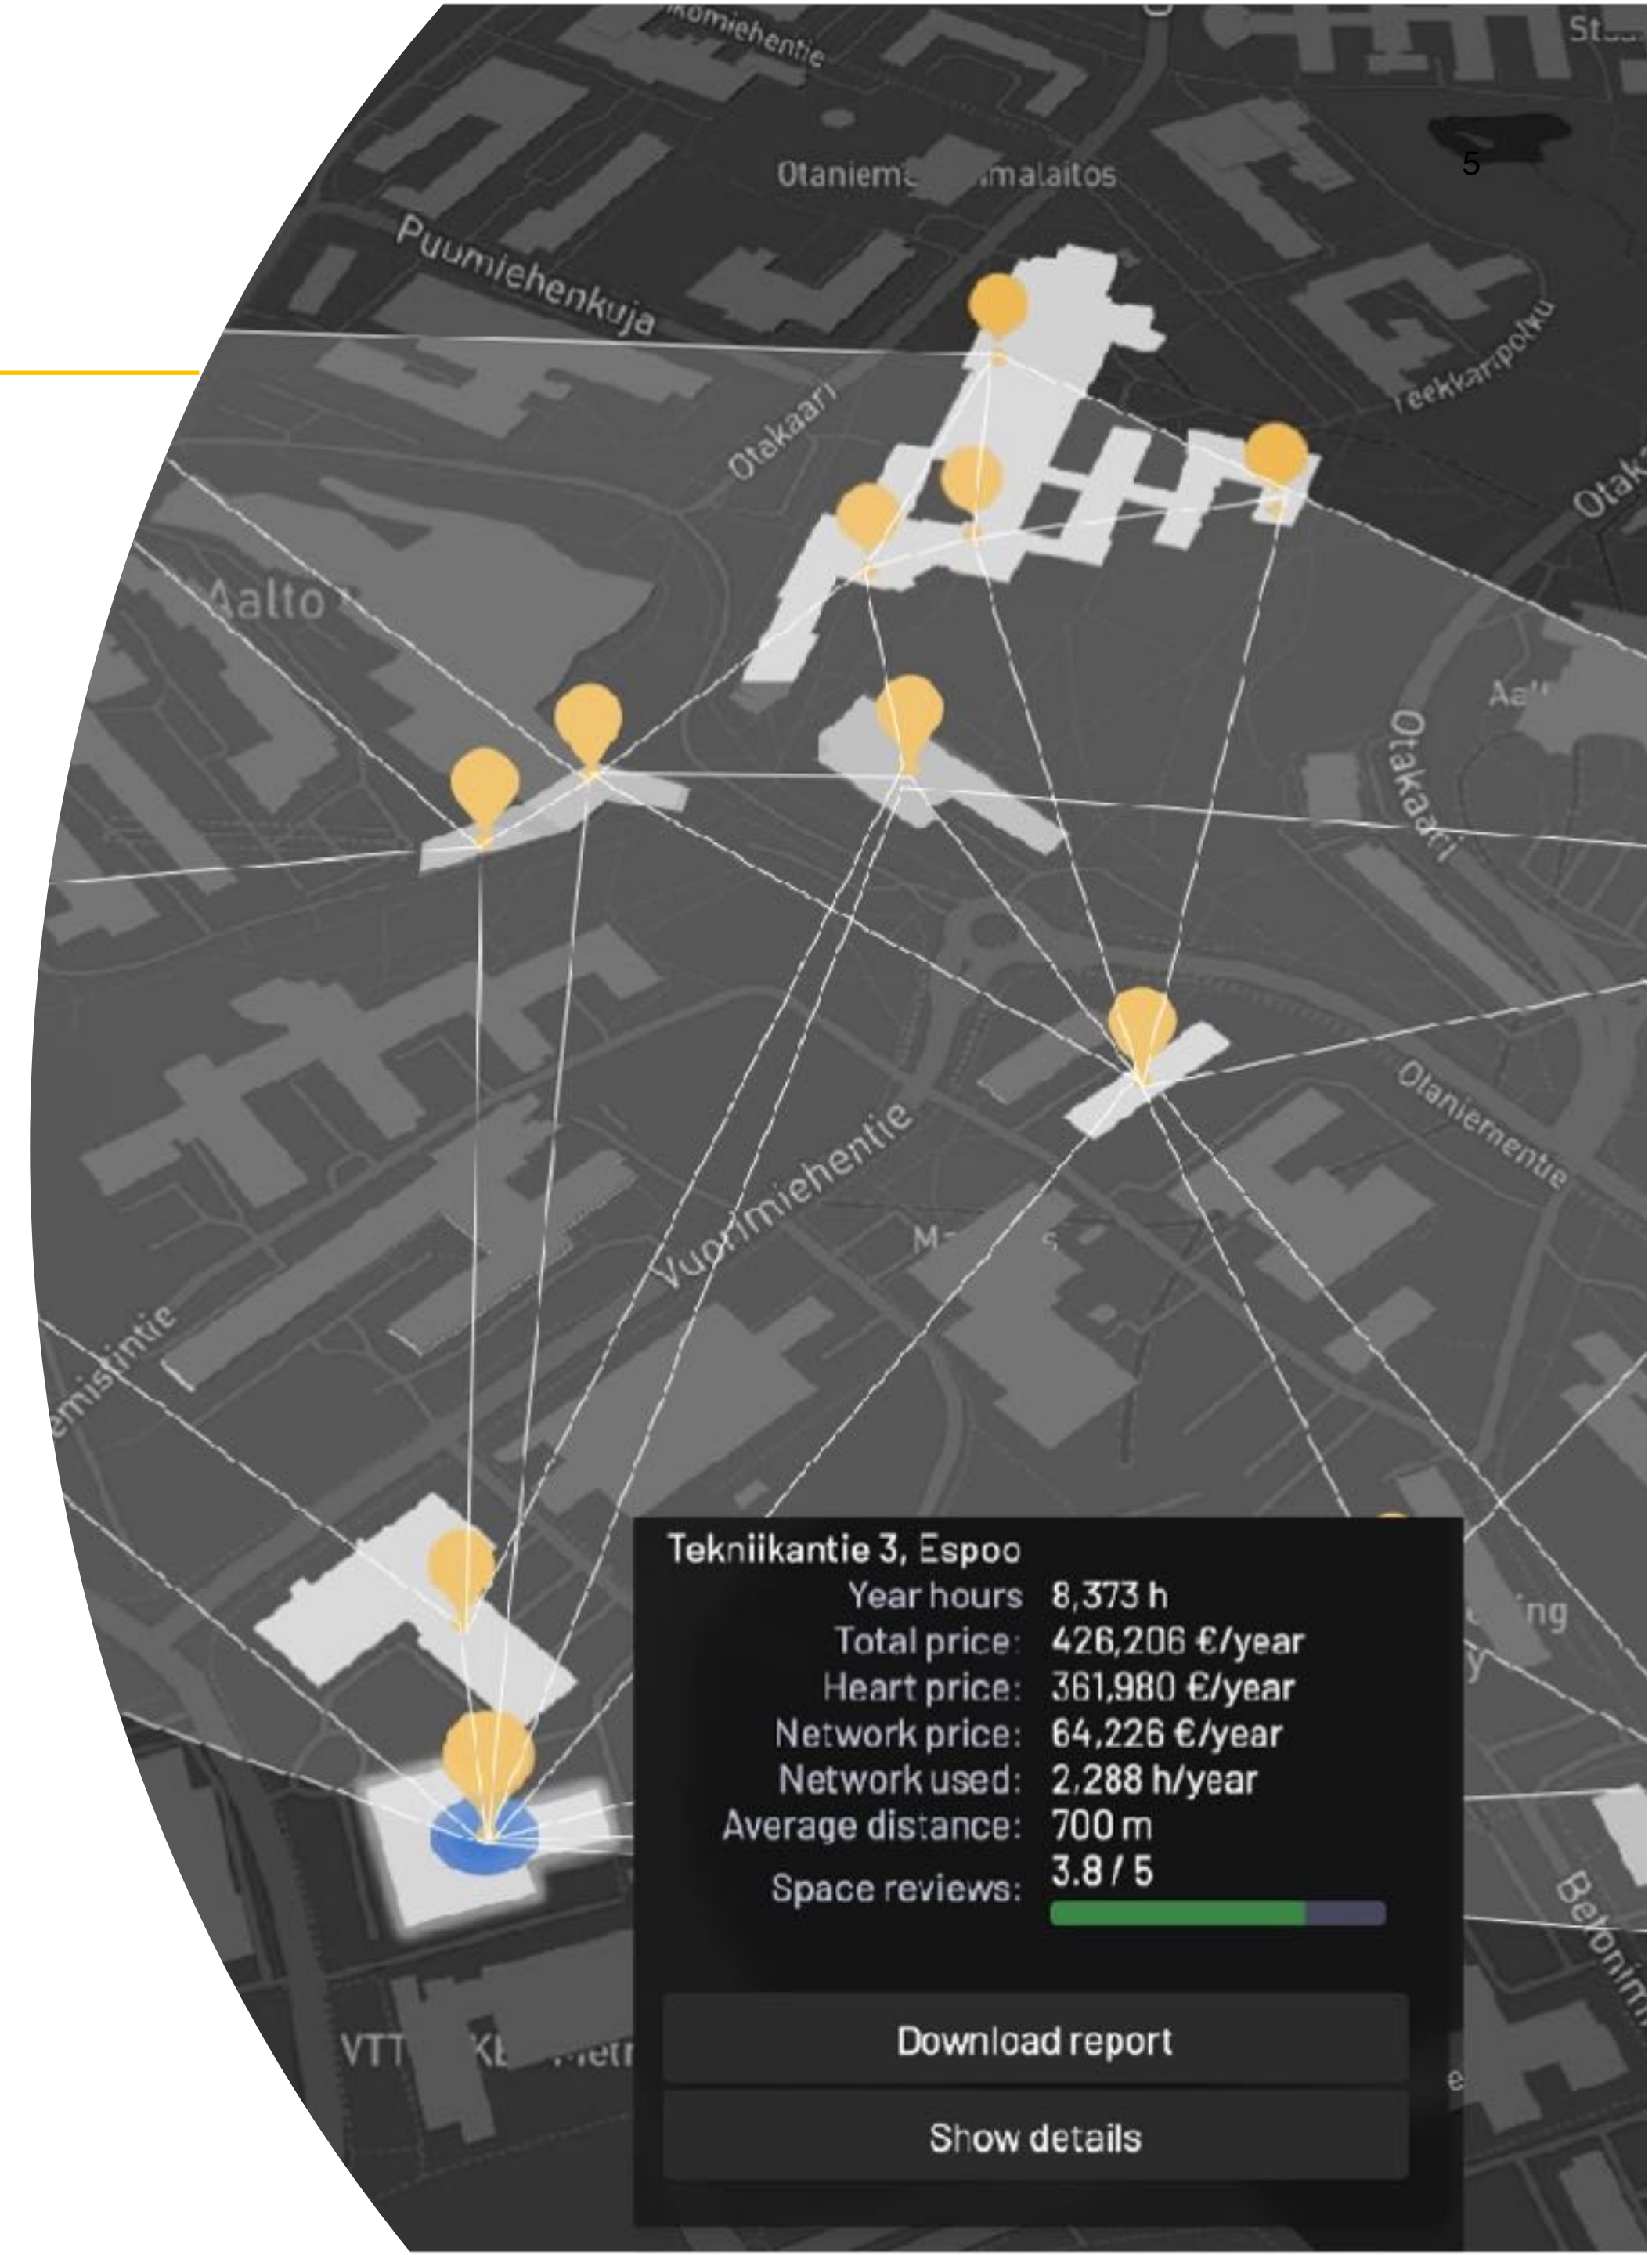 Puumiehenkuja
5
Otakaari
Aalto
Otakaari
Vuorimiehentie
Tekniikantie 3, Espoo
Year hours 8,373 h
Total price: 426,206 €/year
Heart price: 361,980 €/year
Network price: 64,226 €/year
Network used: 2,288 h/year
Average distance: 700 m
Space reviews: 3.8 / 5
Download report
Show details
VTT